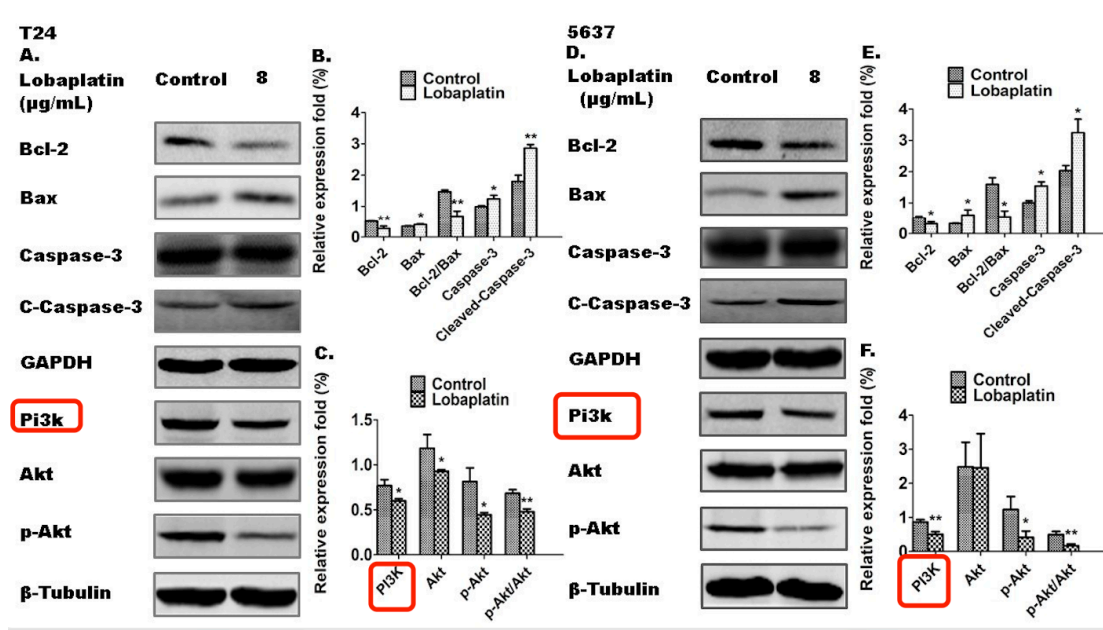 T24
A.
Lobaplatin Control 8
(µg/mL)
Bcl-2
Bax
Caspase-3
C-Caspase-3
GAPDH
Pi3k
Akt
p-Akt
β-Tubulin
B.
Control
Lobaplatin
Relative expression fold (%)
4
3
2
1
0
** * ** * **
Bcl-2 Bax Bcl-2/Bax Caspase-3 Cleaved-Caspase-3
C.
Control
Lobaplatin
Relative expression fold (%)
1.5
1.0
0.5
0.0
* * * **
PI3K Akt p-Akt p-Akt/Akt
5637
D.
Lobaplatin Control 8
(µg/mL)
Bcl-2
Bax
Caspase-3
C-Caspase-3
GAPDH
Pi3k
Akt
p-Akt
β-Tubulin
E.
Control
Lobaplatin
Relative expression fold (%)
4
3
2
1
0
* * * * *
Bcl-2 Bax Bcl-2/Bax Caspase-3 Cleaved-Caspase-3
F.
Control
Lobaplatin
Relative expression fold (%)
4
3
2
1
0
** * **
PI3K Akt p-Akt p-Akt/Akt